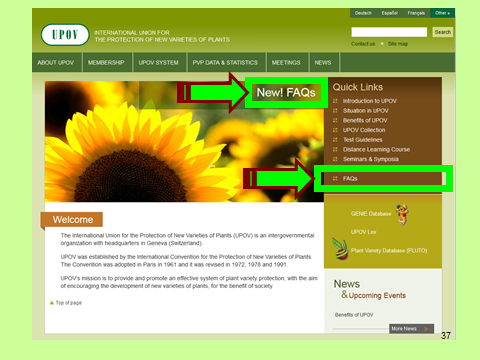 Deutsch Español Français Other
UPOV
INTERNATIONAL UNION FOR
THE PROTECTION OF NEW VARIETIES OF PLANTS
Search
Contact us Site map
ABOUT UPOV MEMBERSHIP UPOV SYSTEM PVP DATA & STATISTICS MEETINGS NEWS
New! FAQs
Quick Links
Introduction to UPOV
Situation in UPOV
Benefits of UPOV
UPOV Collection
Test Guidelines
Distance Learning Course
Seminars & Symposia
FAQs
GENIE Database
UPOV Lex
Plant Variety Database (PLUTO)
Welcome
The International Union for the Protection of New Varieties of Plants (UPOV) is an intergovernmental
organization with headquarters in Geneva (Switzerland).
UPOV was established by the International Convention for the Protection of New Varieties of Plants.
The Convention was adopted in Paris in 1961 and it was revised in 1972, 1978 and 1991.
UPOV's mission is to provide and promote an effective system of plant variety protection, with the aim
of encouraging the development of new varieties of plants, for the benefit of society.
Top of page
News
& Upcoming Events
Benefits of UPOV
More News
37